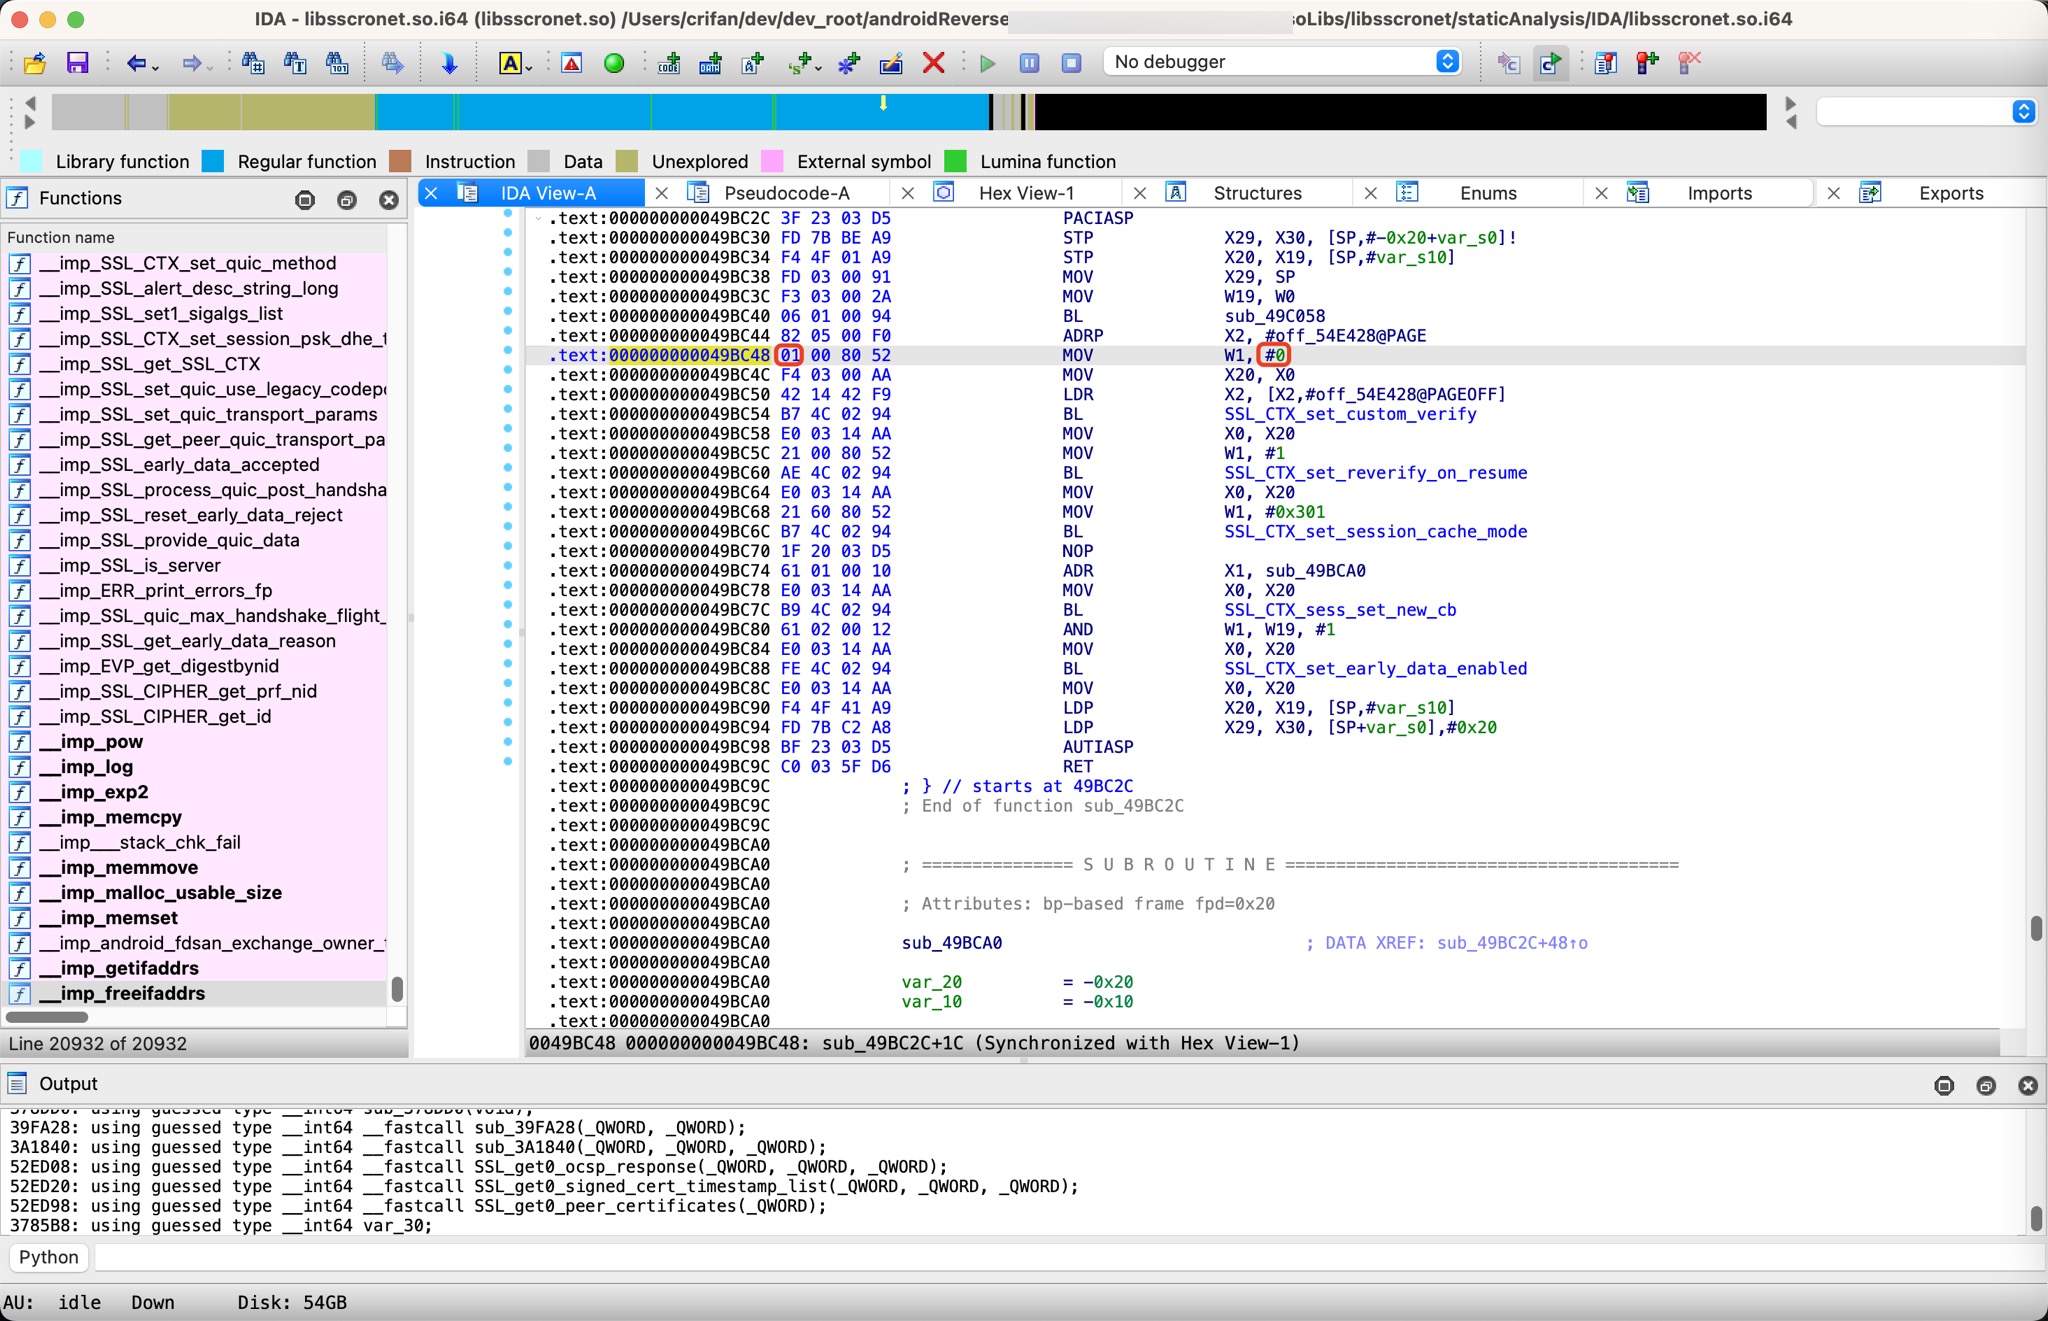 IDA - libsscronet.so.i64 (libsscronet.so) /Users/crifan/dev/dev_root/androidReverse soLibs/libsscronet/staticAnalysis/IDA/libsscronet.so.i64
No debugger
Library function Regular function Instruction Data Unexplored External symbol Lumina function
Functions
Function name
__imp_SSL_CTX_set_quic_method
__imp_SSL_alert_desc_string_long
__imp_SSL_set1_sigalgs_list
__imp_SSL_CTX_set_session_psk_dhe_t
__imp_SSL_get_SSL_CTX
__imp_SSL_set_quic_use_legacy_codepo
__imp_SSL_set_quic_transport_params
__imp_SSL_get_peer_quic_transport_pa
__imp_SSL_early_data_accepted
__imp_SSL_process_quic_post_handsha
__imp_SSL_reset_early_data_reject
__imp_SSL_provide_quic_data
__imp_SSL_is_server
__imp_ERR_print_errors_fp
__imp_SSL_quic_max_handshake_flight_
__imp_SSL_get_early_data_reason
__imp_EVP_get_digestbynid
__imp_SSL_CIPHER_get_prf_nid
__imp_SSL_CIPHER_get_id
__imp_pow
__imp_log
__imp_exp2
__imp_memcpy
__imp___stack_chk_fail
__imp_memmove
__imp_malloc_usable_size
__imp_memset
__imp_android_fdsan_exchange_owner_
__imp_getifaddrs
__imp_freeifaddrs
Line 20932 of 20932
IDA View-A Pseudocode-A Hex View-1 Structures Enums Imports Exports
.text:000000000049BC2C 3F 23 03 D5 PACIASP
.text:000000000049BC30 FD 7B BE A9 STP X29, X30, [SP,#-0x20+var_s0]!
.text:000000000049BC34 F4 4F 01 A9 STP X20, X19, [SP,#var_s10]
.text:000000000049BC38 FD 03 00 91 MOV X29, SP
.text:000000000049BC3C F3 03 00 2A MOV W19, W0
.text:000000000049BC40 06 01 00 94 BL sub_49C058
.text:000000000049BC44 82 05 00 F0 ADRP X2, #off_54E428@PAGE
.text:000000000049BC48 01 00 80 52 MOV W1, #0
.text:000000000049BC4C F4 03 00 AA MOV X20, X0
.text:000000000049BC50 42 14 42 F9 LDR X2, [X2,#off_54E428@PAGEOFF]
.text:000000000049BC54 B7 4C 02 94 BL SSL_CTX_set_custom_verify
.text:000000000049BC58 E0 03 14 AA MOV X0, X20
.text:000000000049BC5C 21 00 80 52 MOV W1, #1
.text:000000000049BC60 AE 4C 02 94 BL SSL_CTX_set_reverify_on_resume
.text:000000000049BC64 E0 03 14 AA MOV X0, X20
.text:000000000049BC68 21 60 80 52 MOV W1, #0x301
.text:000000000049BC6C B7 4C 02 94 BL SSL_CTX_set_session_cache_mode
.text:000000000049BC70 1F 20 03 D5 NOP
.text:000000000049BC74 61 01 00 10 ADR X1, sub_49BCA0
.text:000000000049BC78 E0 03 14 AA MOV X0, X20
.text:000000000049BC7C B9 4C 02 94 BL SSL_CTX_sess_set_new_cb
.text:000000000049BC80 61 02 00 12 AND W1, W19, #1
.text:000000000049BC84 E0 03 14 AA MOV X0, X20
.text:000000000049BC88 FE 4C 02 94 BL SSL_CTX_set_early_data_enabled
.text:000000000049BC8C E0 03 14 AA MOV X0, X20
.text:000000000049BC90 F4 4F 41 A9 LDP X20, X19, [SP,#var_s10]
.text:000000000049BC94 FD 7B C2 A8 LDP X29, X30, [SP+var_s0],#0x20
.text:000000000049BC98 BF 23 03 D5 AUTIASP
.text:000000000049BC9C C0 03 5F D6 RET
.text:000000000049BC9C ; } // starts at 49BC2C
.text:000000000049BC9C ; End of function sub_49BC2C
.text:000000000049BC9C
.text:000000000049BCA0
.text:000000000049BCA0 ; =============== S U B R O U T I N E =======================================
.text:000000000049BCA0
.text:000000000049BCA0 ; Attributes: bp-based frame fpd=0x20
.text:000000000049BCA0
.text:000000000049BCA0 sub_49BCA0 ; DATA XREF: sub_49BC2C+48↑o
.text:000000000049BCA0
.text:000000000049BCA0 var_20 = -0x20
.text:000000000049BCA0 var_10 = -0x10
.text:000000000049BCA0
0049BC48 000000000049BC48: sub_49BC2C+1C (Synchronized with Hex View-1)
Output
378DD0: using guessed type __int64 sub_378DD0(void);
39FA28: using guessed type __int64 __fastcall sub_39FA28(_QWORD, _QWORD);
3A1840: using guessed type __int64 __fastcall sub_3A1840(_QWORD, _QWORD, _QWORD);
52ED08: using guessed type __int64 __fastcall SSL_get0_ocsp_response(_QWORD, _QWORD, _QWORD);
52ED20: using guessed type __int64 __fastcall SSL_get0_signed_cert_timestamp_list(_QWORD, _QWORD, _QWORD);
52ED98: using guessed type __int64 __fastcall SSL_get0_peer_certificates(_QWORD);
3785B8: using guessed type __int64 var_30;
Python
AU: idle Down Disk: 54GB